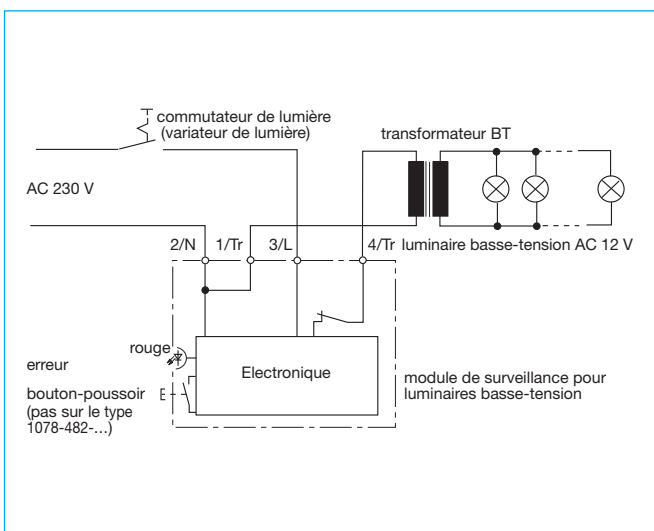 commutateur de lumière
(variateur de lumière)
transformateur BT
AC 230 V
2/N
1/Tr
3/L
4/Tr
luminaire basse-tension AC 12 V
rouge
erreur
Electronique
bouton-poussoir
(pas sur le type
1078-482-...)
module de surveillance pour
luminaires basse-tension